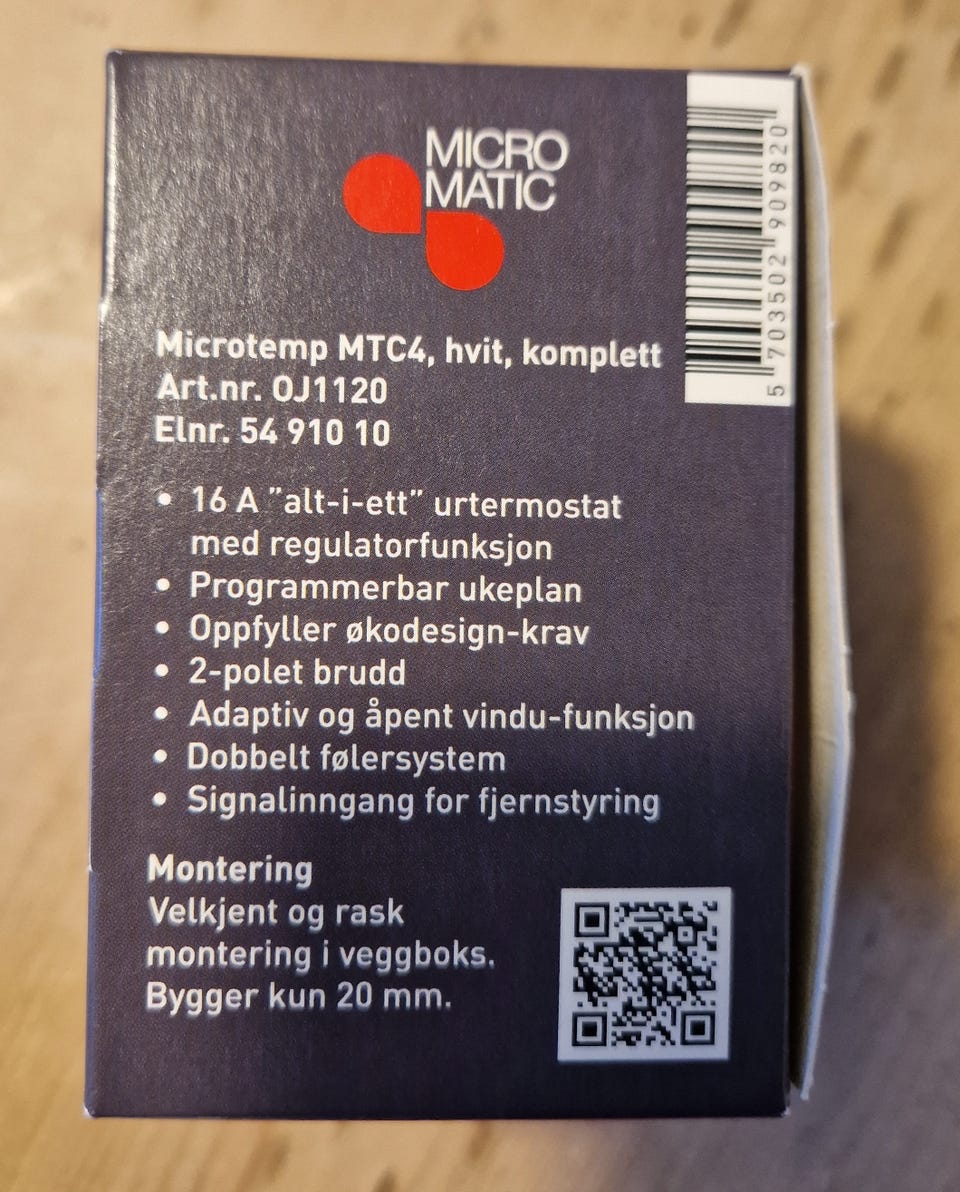 MICRO
MATIC
5 703502 909820
Microtemp MTC4, hvit, komplett
Art.nr. OJ1120
Elnr. 54 910 10
• 16 A ”alt-i-ett” urtermostat
med regulatorfunksjon
• Programmerbar ukeplan
• Oppfyller økodesign-krav
• 2-polet brudd
• Adaptiv og åpent vindu-funksjon
• Dobbelt følersystem
• Signalinngang for fjernstyring
Montering
Velkjent og rask
montering i veggboks.
Bygger kun 20 mm.